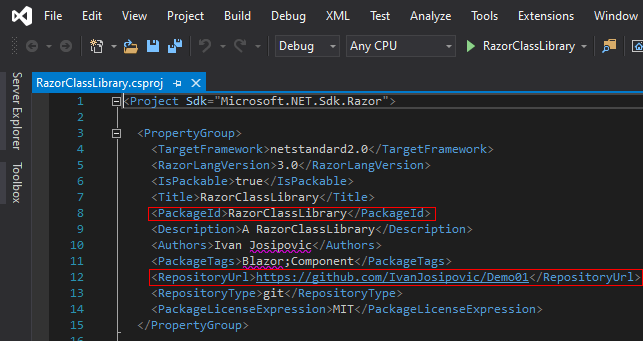 File Edit View Project Build Debug XML Test Analyze Tools Extensions Window
Debug Any CPU RazorClassLibrary
Server Explorer
Toolbox
RazorClassLibrary.csproj
1 <Project Sdk="Microsoft.NET.Sdk.Razor">
2
3 <PropertyGroup>
4 <TargetFramework>netstandard2.0</TargetFramework>
5 <RazorLangVersion>3.0</RazorLangVersion>
6 <IsPackable>true</IsPackable>
7 <Title>RazorClassLibrary</Title>
8 <PackageId>RazorClassLibrary</PackageId>
9 <Description>A RazorClassLibrary</Description>
10 <Authors>Ivan Josipovic</Authors>
11 <PackageTags>Blazor;Component</PackageTags>
12 <RepositoryUrl>https://github.com/IvanJosipovic/Demo01</RepositoryUrl>
13 <RepositoryType>git</RepositoryType>
14 <PackageLicenseExpression>MIT</PackageLicenseExpression>
15 </PropertyGroup>